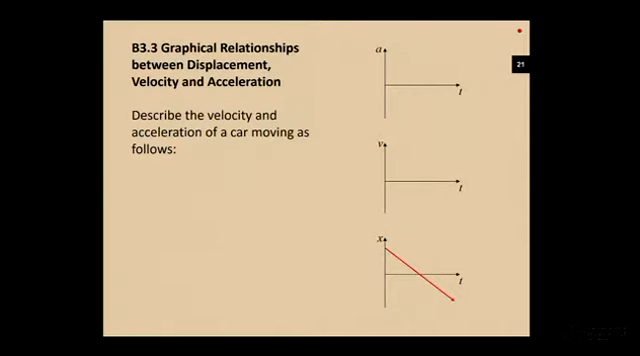 B3.3 Graphical Relationships
between Displacement,
Velocity and Acceleration
Describe the velocity and
acceleration of a car moving as
follows:
a
t
21
v
t
x
t